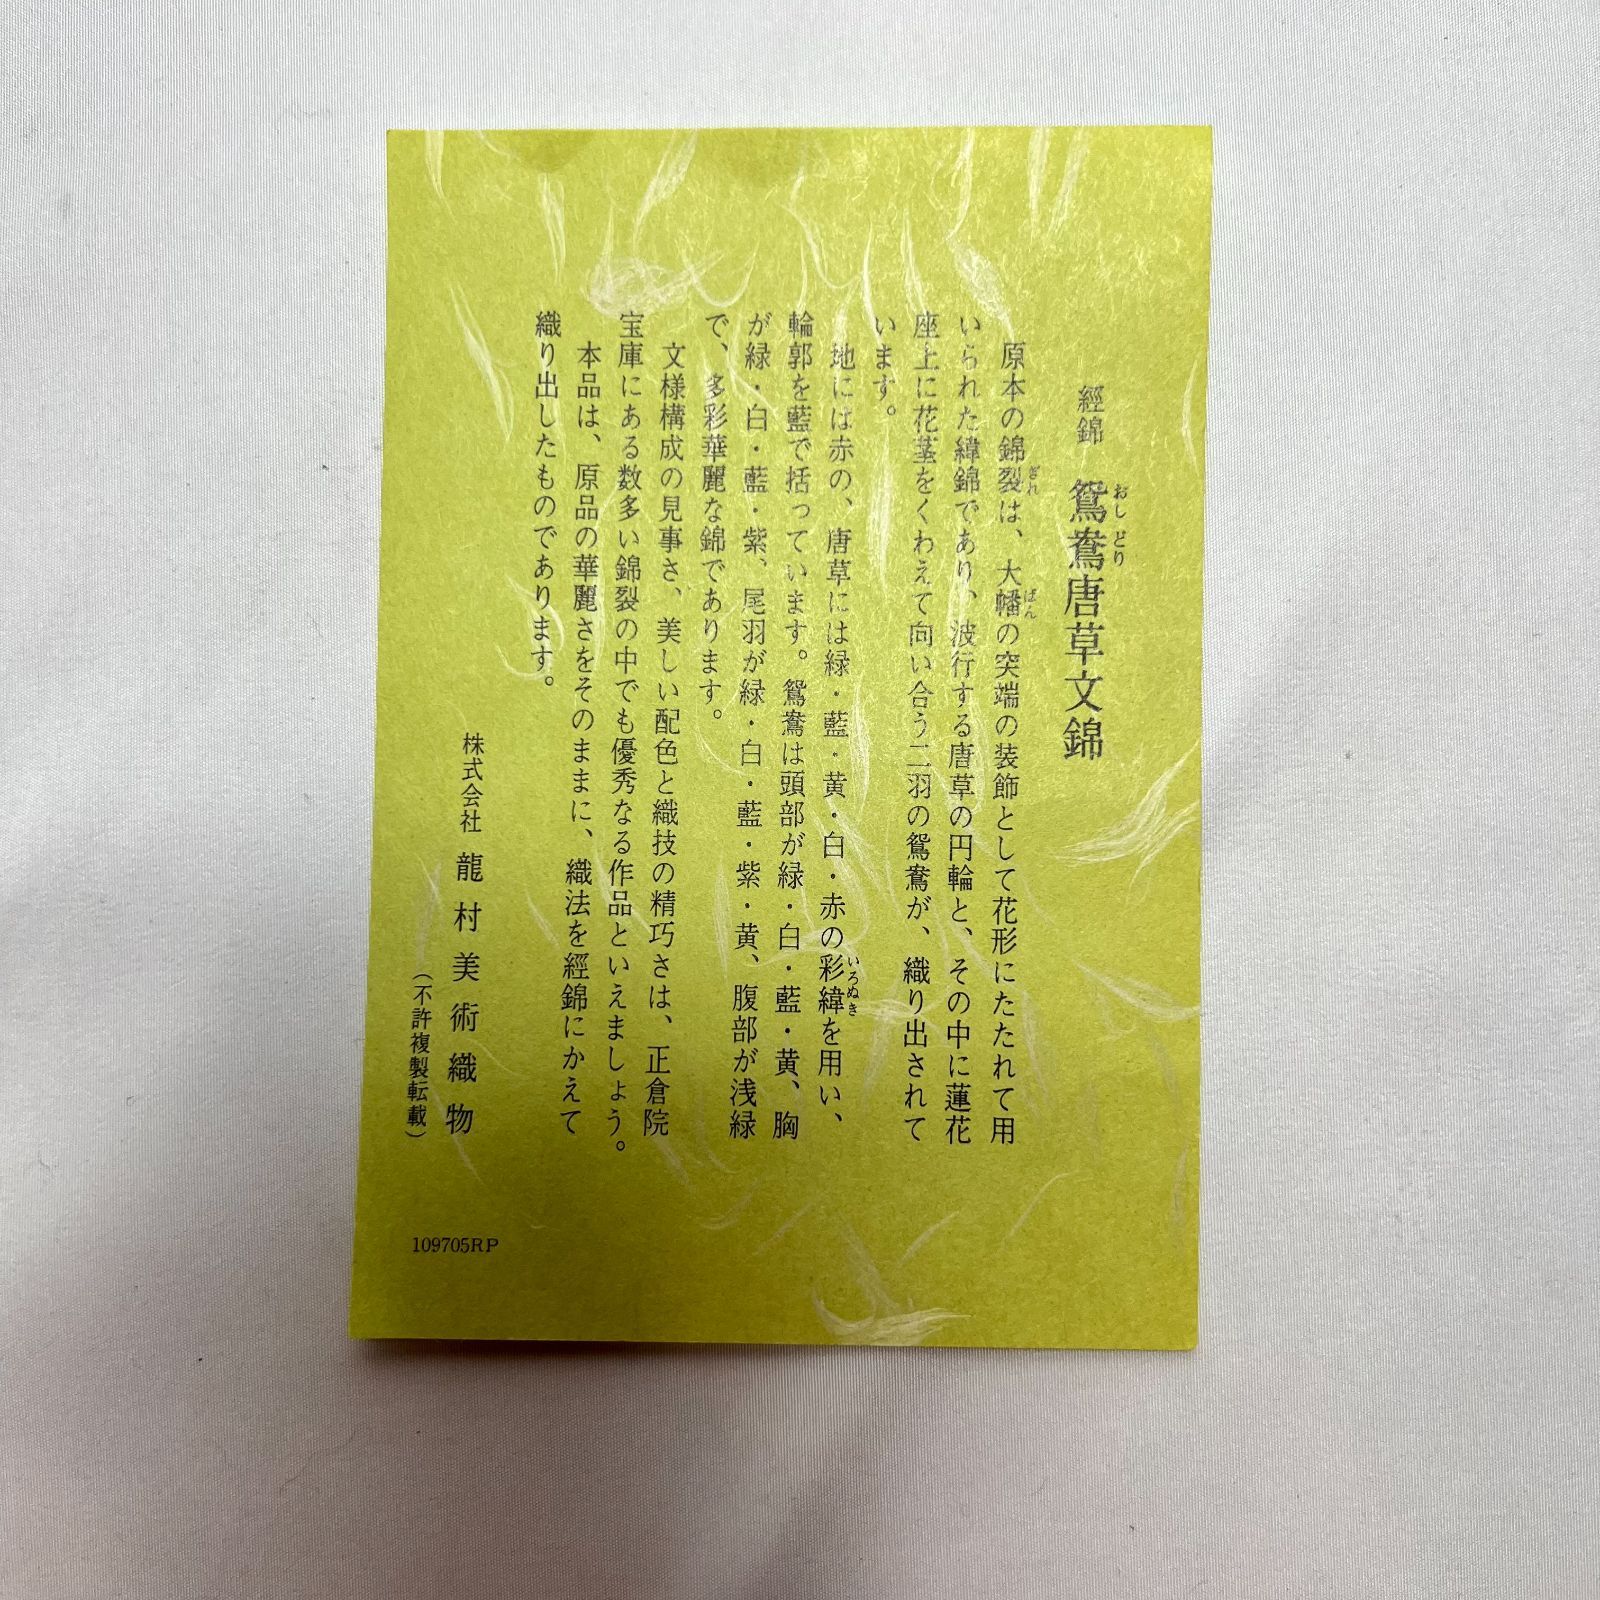 經錦 鴛鴦唐草文錦
おしどり
原本の錦裂は、大幡の突端の装飾として花形にたたれて用
ぎれ ばん
いられた緯錦であり、波行する唐草の円輪と、その中に蓮花
座上に花茎をくわえて向い合う二羽の鴛鴦が、織り出されて
います。
地には赤の、唐草には緑・藍・黄・白・赤の彩緯を用い、
いろぬき
輪郭を藍で括っています。鴛鴦は頭部が緑・白・藍・黄、胸
が緑・白・藍・紫、尾羽が緑・白・藍・紫・黄、腹部が浅緑
で、多彩華麗な錦であります。
文様構成の見事さ、美しい配色と織技の精巧さは、正倉院
宝庫にある数多い錦裂の中でも優秀なる作品といえましょう。
本品は、原品の華麗さをそのままに、織法を經錦にかえて
織り出したものであります。
株式会社 龍村美術織物
（不許複製転載）
109705RP